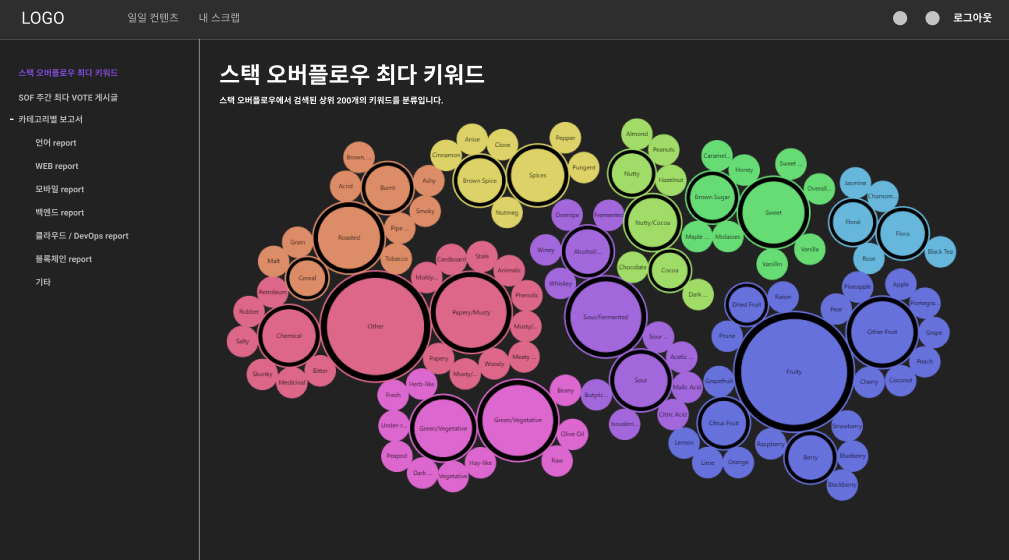 LOGO
일일 컨텐츠
내 스크랩
로그아웃
스택 오버플로우 최다 키워드
SOF 주간 최다 VOTE 게시글
카테고리별 보고서
언어 report
WEB report
모바일 report
백엔드 report
클라우드 / DevOps report
블록체인 report
기타
스택 오버플로우 최다 키워드
스택 오버플로우에서 검색된 상위 200개의 키워드를 분류입니다.
Brown, ...
Acrid
Burnt
Ashy
Smoky
Pipe ...
Tobacco
Roasted
Grain
Malt
Cereal
Cinnamon
Anise
Clove
Pepper
Pungent
Brown Spice
Spices
Nutmeg
Almond
Peanuts
Hazelnut
Nutty
Nutty/Cocoa
Chocolate
Cocoa
Dark ...
Caramel...
Honey
Brown Sugar
Maple ...
Molasses
Sweet ...
Overall...
Sweet
Vanilla
Vanillin
Jasmine
Chamom...
Floral
Flora
Rose
Black Tea
Petroleum
Rubber
Salty
Skunky
Medicinal
Bitter
Chemical
Other
Moldy...
Cardboard
Stale
Animalic
Phenolic
Musty/...
Meaty ...
Woody
Musty/...
Papery
Papery/Musty
Overripe
Fermented
Winey
Whiskey
Alcohol/...
Sour/Fermented
Sour ...
Acetic ...
Malic Acid
Citric Acid
Isovaleri...
Butyric...
Sour
Fresh
Herb-like
Under-r...
Peapod
Dark ...
Vegetative
Hay-like
Green/Vegetative
Green/Vegetative
Beany
Olive Oil
Raw
Dried Fruit
Raisin
Prune
Fruity
Pineapple
Apple
Pomegra...
Grape
Peach
Coconut
Cherry
Pear
Other Fruit
Grapefruit
Citrus Fruit
Lemon
Lime
Orange
Raspberry
Berry
Strawberry
Blueberry
Blackberry